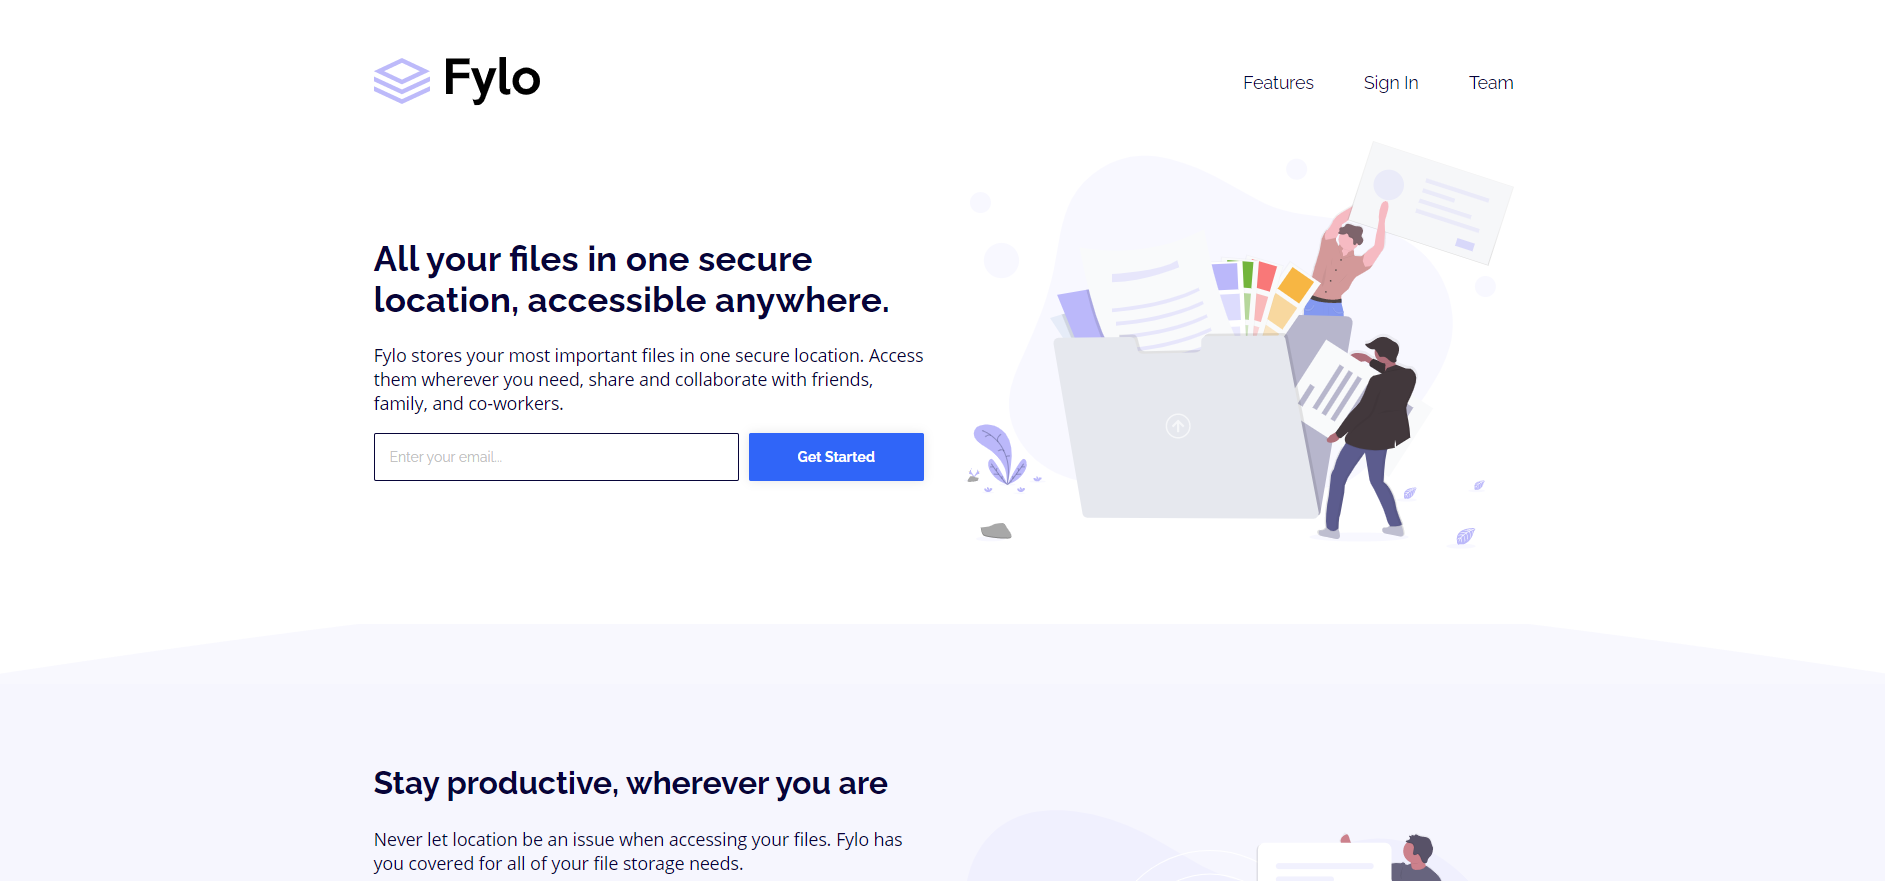 Fylo
Features
Sign In
Team
All your files in one secure
location, accessible anywhere.
Fylo stores your most important files in one secure location. Access
them wherever you need, share and collaborate with friends,
family, and co-workers.
Enter your email...
Get Started
Stay productive, wherever you are
Never let location be an issue when accessing your files. Fylo has
you covered for all of your file storage needs.